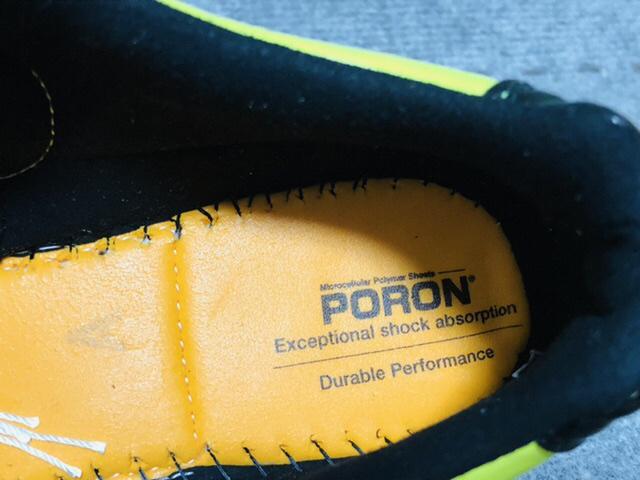 Microcellular Polymer Sheets
PORON®
Exceptional shock absorption
Durable Performance